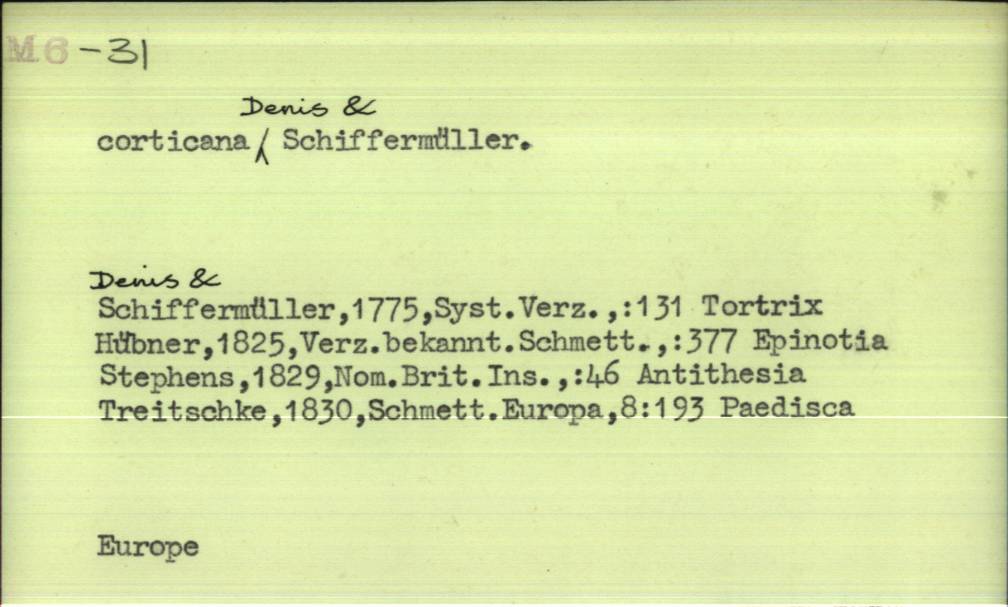 M6-31
Denis &
corticana ⁁ Schiffermüller.
Denis &
Schiffermüller,1775,Syst.Verz.,:131 Tortrix
Hübner,1825,Verz.bekannt.Schmett.,:377 Epinotia
Stephens,1829,Nom.Brit.Ins.,:46 Antithesia
Treitschke,1830,Schmett.Europa,8:193 Paedisca
Europe